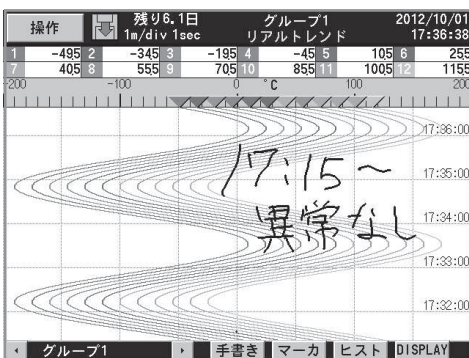 操作 残り6.1日 グループ1 2012/10/01
1m/div 1sec リアルトレンド 17:36:38
1 -495 2 -345 3 -195 4 -45 5 105 6 255
7 405 8 555 9 705 10 855 11 1005 12 1155
-200 -100 0 °C 100 200
17:36:00
17:15~
17:35:00
異常なし
17:34:00
17:33:00
17:32:00
グループ1 手書き マーカ ヒスト DISPLAY